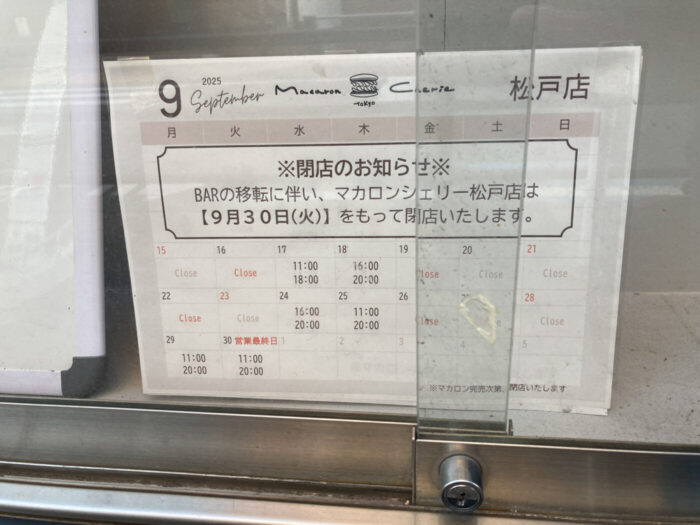 9
2025
September
Macaron Cherie
TOKYO
松戸店
月 火 水 木 金 土 日
※閉店のお知らせ※
BARの移転に伴い、マカロンシェリー松戸店は
【9月30日(火)】をもって閉店いたします。
15 16 17 18 19 20 21
Close Close 11:00 16:00 Close Close Close
18:00 20:00
22 23 24 25 26 28
Close Close 16:00 11:00 Close Close
20:00 20:00
29 30 営業最終日 1 2 3 4 5
11:00 11:00
20:00 20:00
※マカロン完売次第、閉店いたします